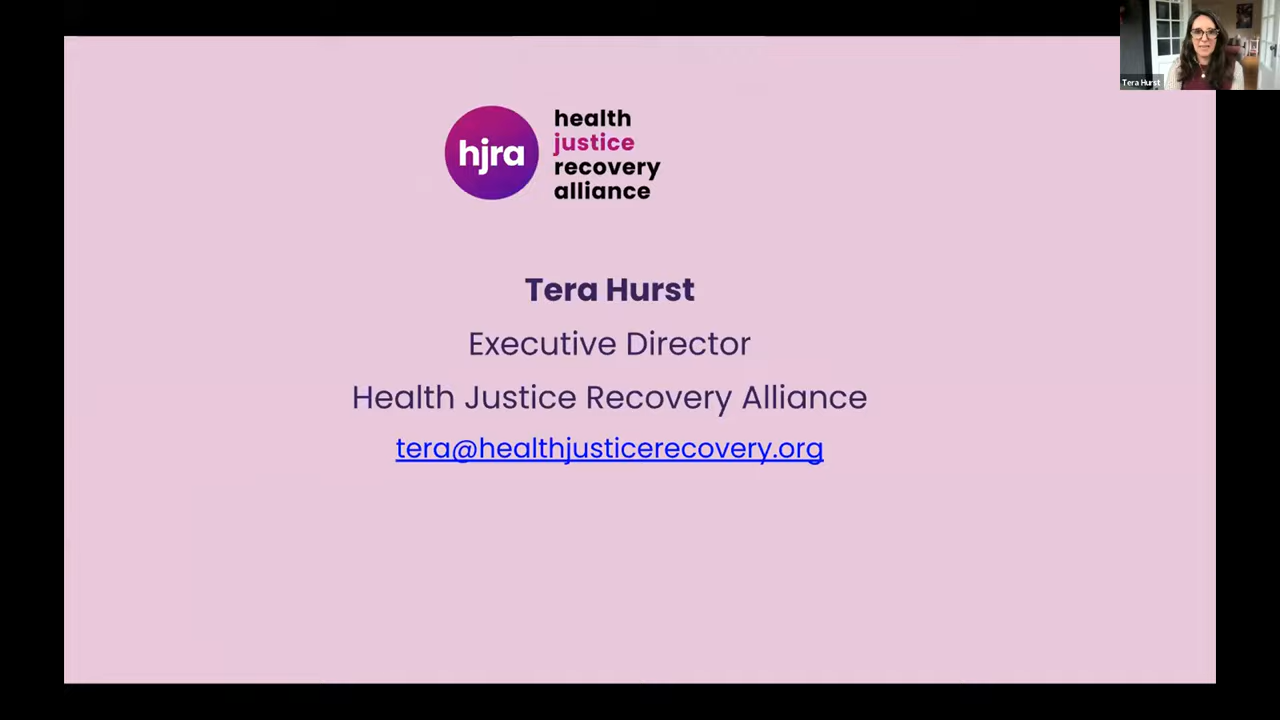 Tera Hurst
hjra
health
justice
recovery
alliance
Tera Hurst
Executive Director
Health Justice Recovery Alliance
tera@healthjusticerecovery.org